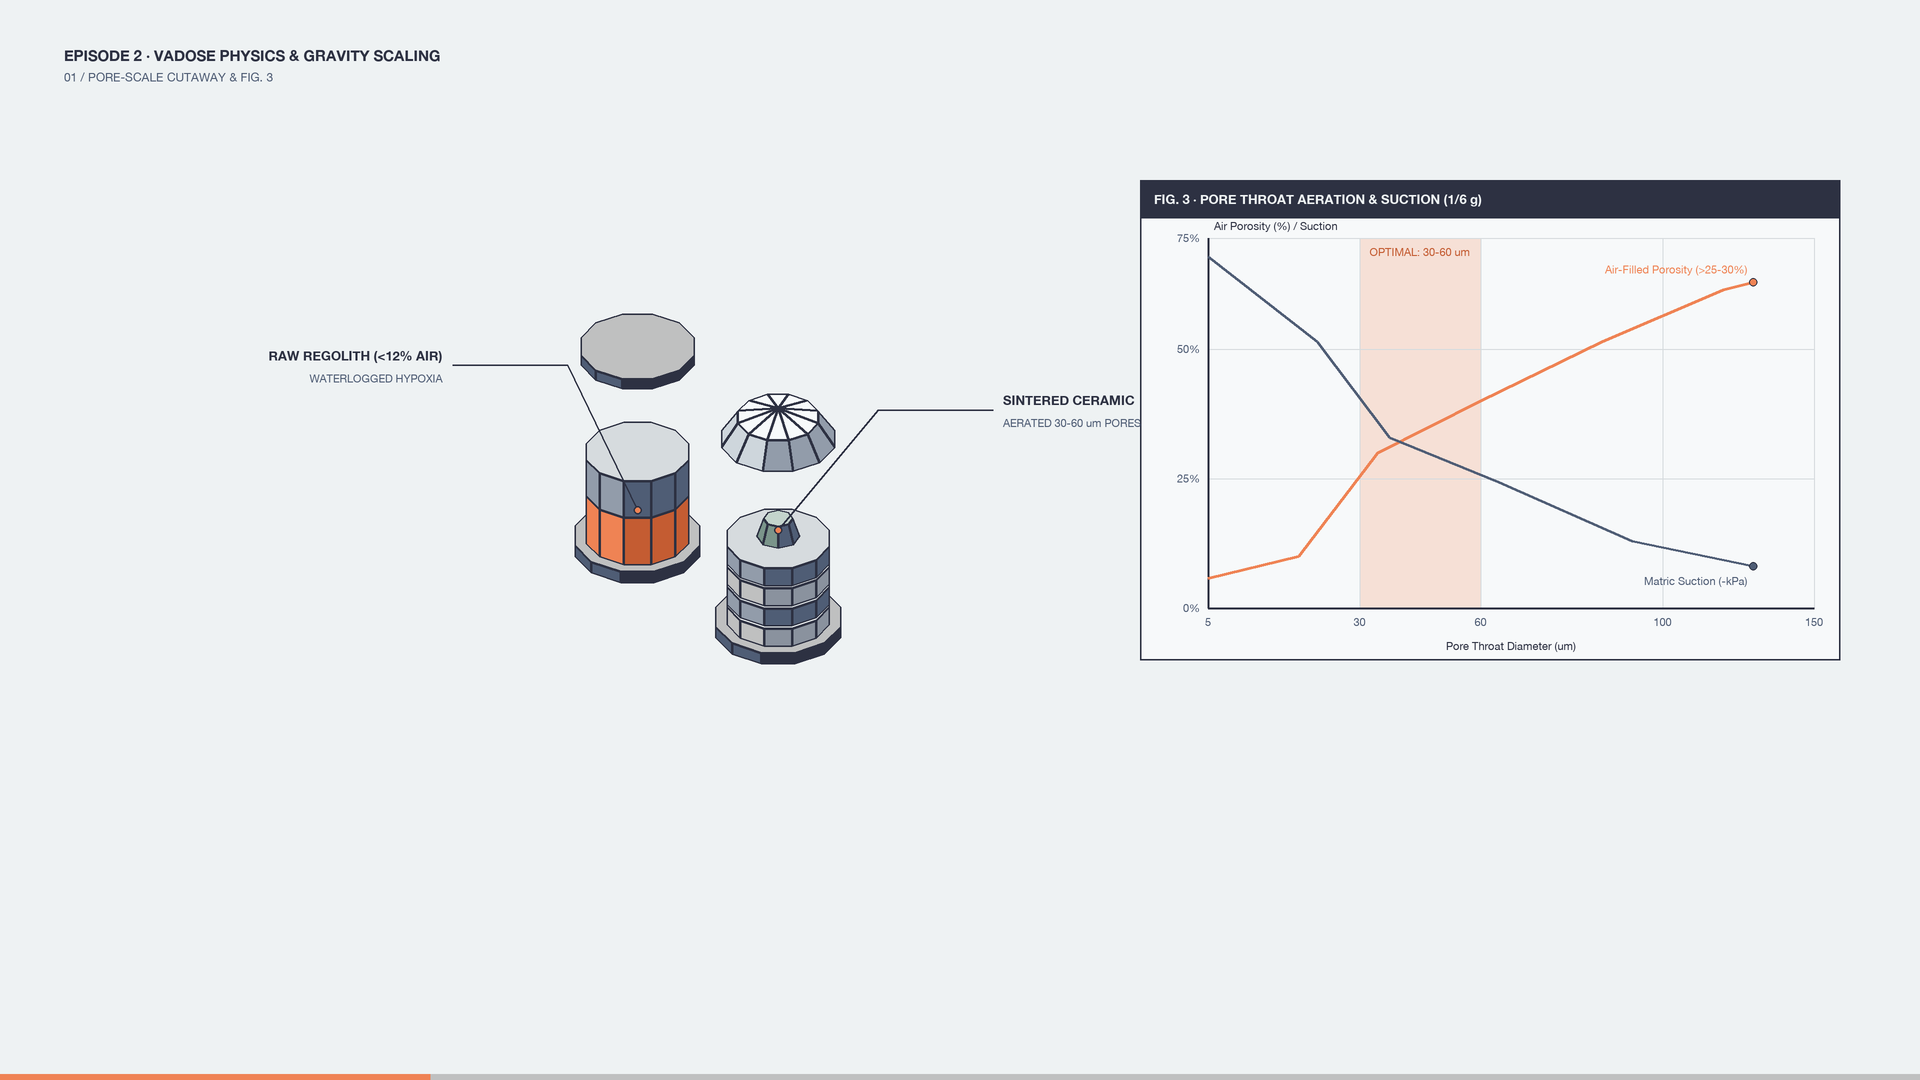 EPISODE 2 · VADOSE PHYSICS & GRAVITY SCALING
01 / PORE-SCALE CUTAWAY & FIG. 3
RAW REGOLITH (<12% AIR)
WATERLOGGED HYPOXIA
SINTERED CERAMIC
AERATED 30-60 um PORES
FIG. 3 · PORE THROAT AERATION & SUCTION (1/6 g)
Air Porosity (%) / Suction
75%
50%
25%
0%
OPTIMAL: 30-60 um
Air-Filled Porosity (>25-30%)
Matric Suction (-kPa)
5 30 60 100 150
Pore Throat Diameter (um)